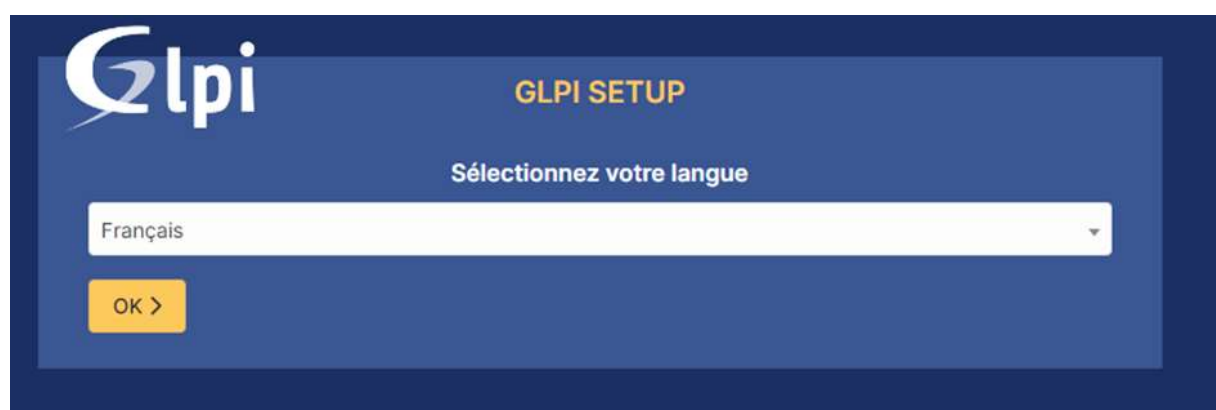 Glpi
GLPI SETUP
Sélectionnez votre langue
Français
OK >